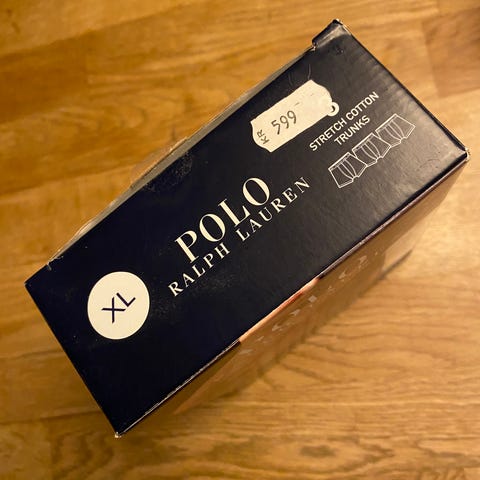 KR 599-
STRETCH COTTON
TRUNKS
POLO
RALPH LAUREN
XL